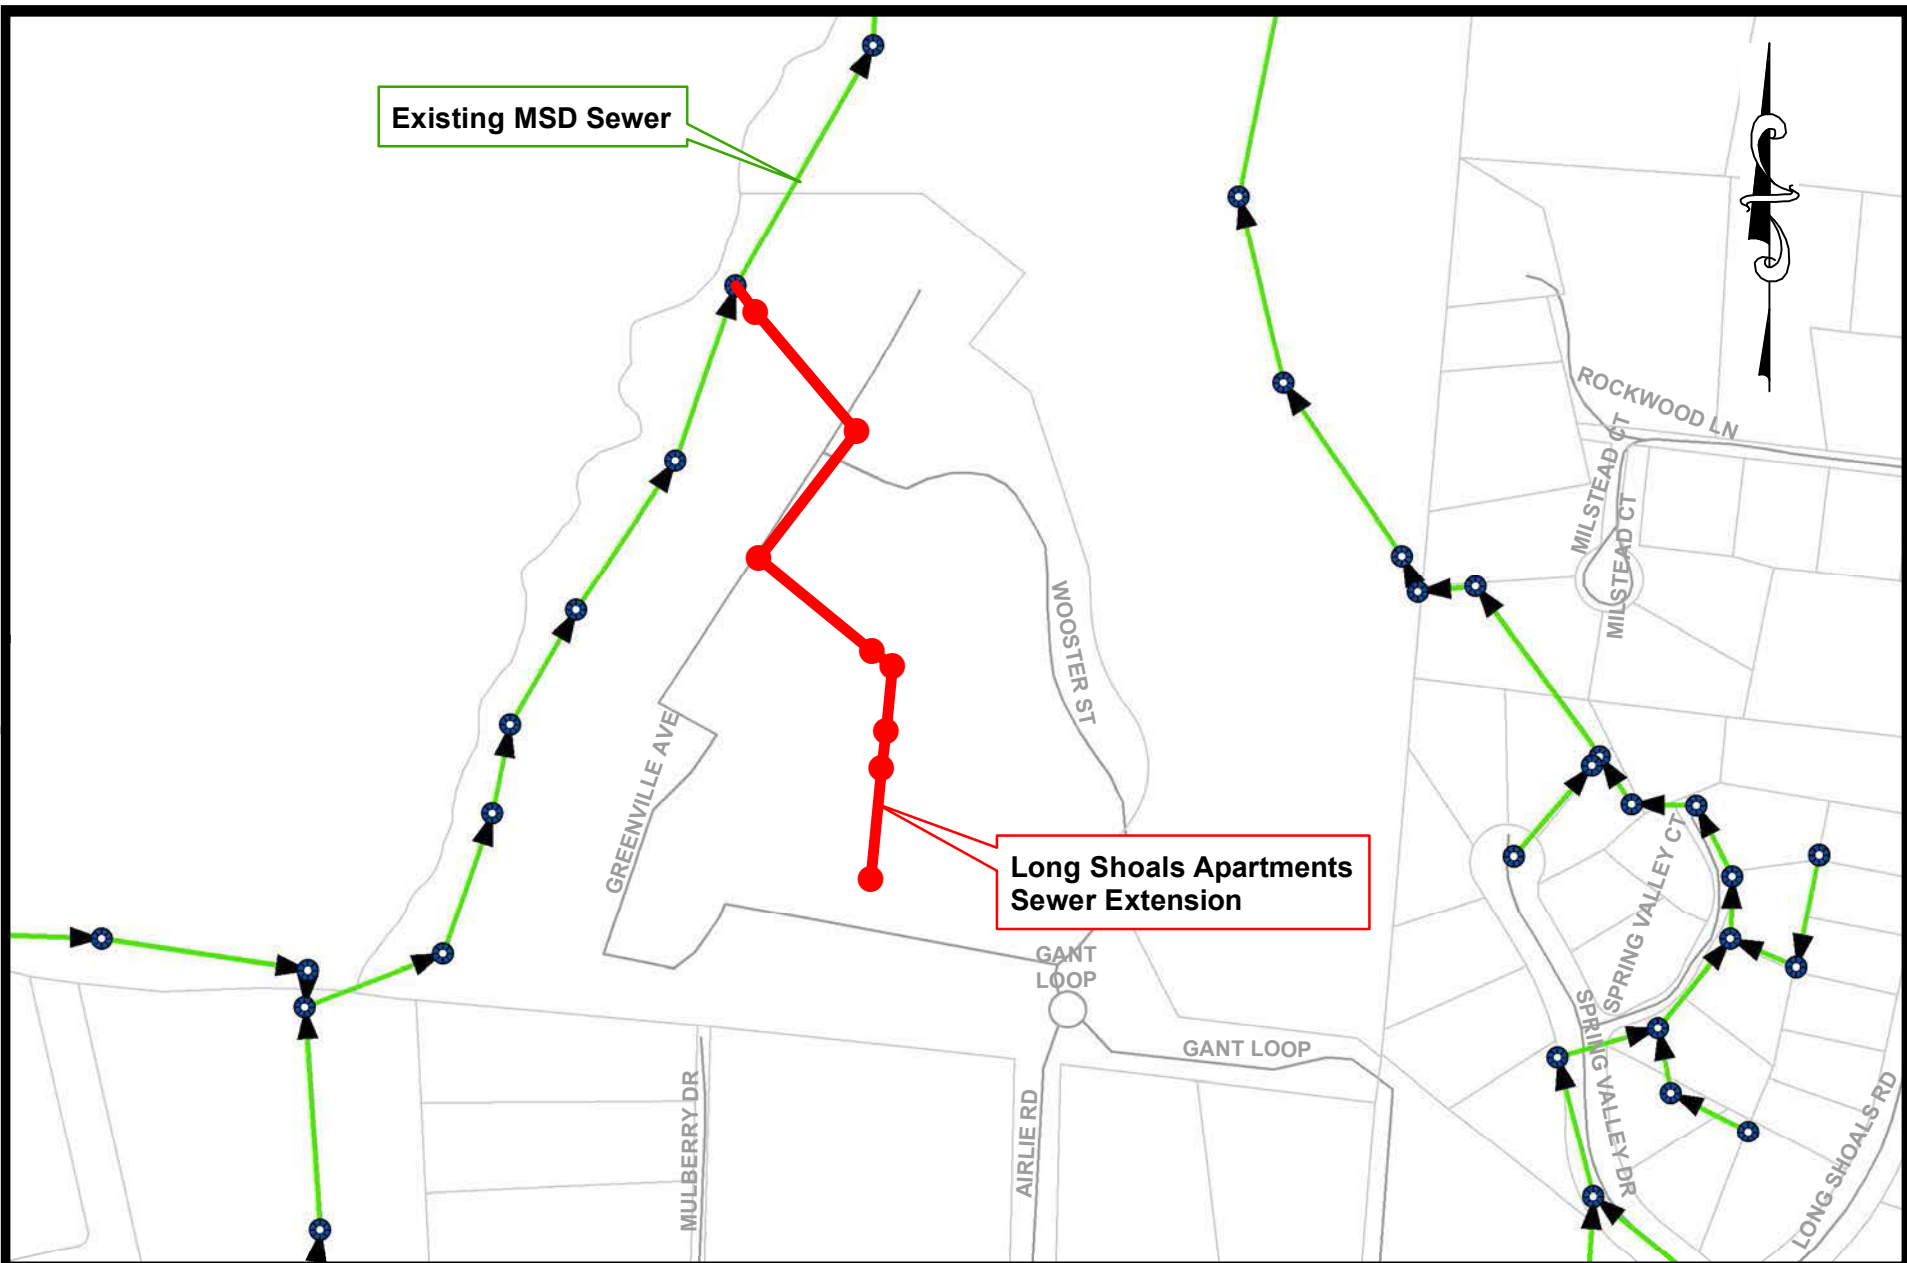 Existing MSD Sewer
ROCKWOOD LN
MILSTEAD CT
MILSTEAD CT
WOOSTER ST
GREENVILLE AVE
Long Shoals Apartments
Sewer Extension
SPRING VALLEY CT
GANT
LOOP
GANT LOOP
SPRING VALLEY DR
MULBERRY DR
AIRLIE RD
LONG SHOALS RD